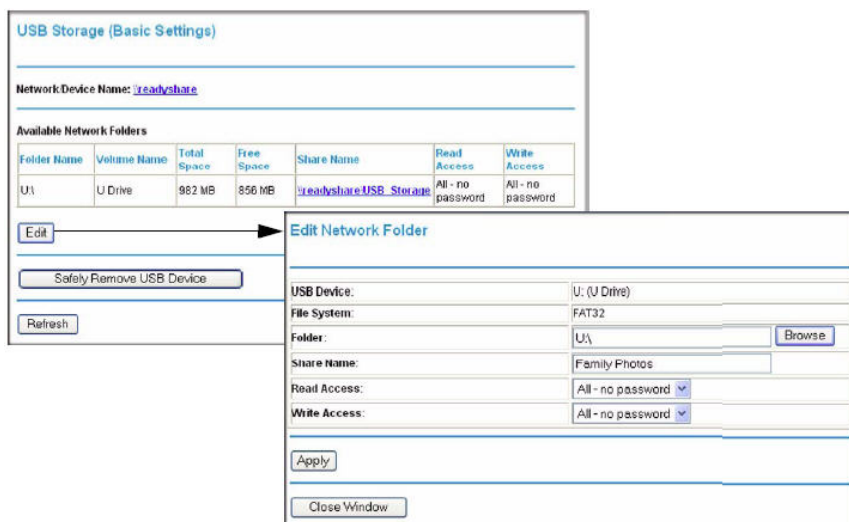 USB Storage (Basic Settings)
Network/Device Name: \\readyshare
Available Network Folders
Folder Name Volume Name Total Space Free Space Share Name Read Access Write Access
U:\ U Drive 982 MB 856 MB \\readyshare\USB_Storage All - no password All - no password
Edit
Safely Remove USB Device
Refresh
Edit Network Folder
USB Device: U: (U Drive)
File System: FAT32
Folder: U:\ Browse
Share Name: Family Photos
Read Access: All - no password
Write Access: All - no password
Apply
Close Window